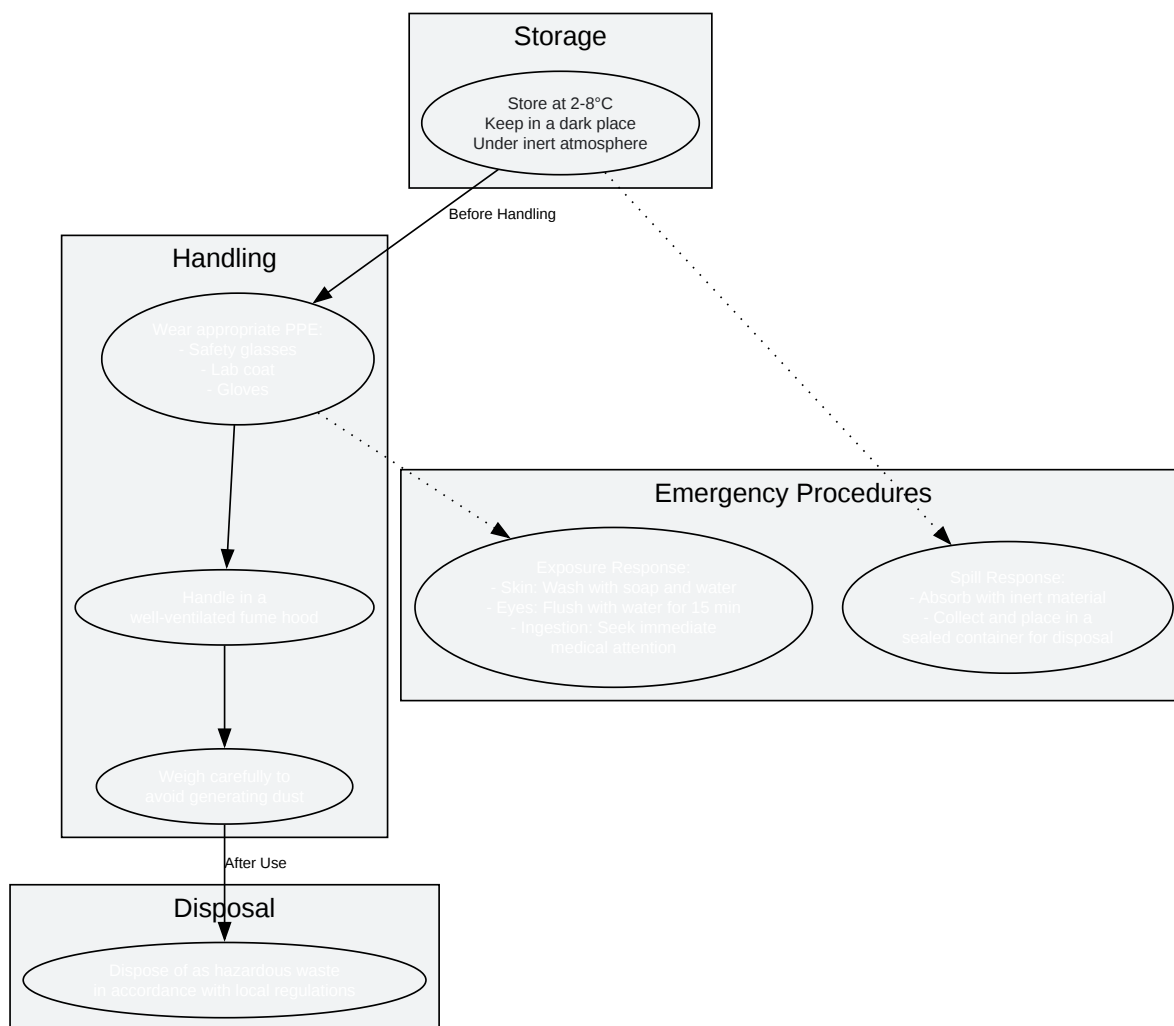 Storage
Store at 2-8°C
Keep in a dark place
Under inert atmosphere
Before Handling
Handling
Wear appropriate PPE:
- Safety glasses
- Lab coat
- Gloves
Handle in a
well-ventilated fume hood
Weigh carefully to
avoid generating dust
Emergency Procedures
Exposure Response:
- Skin: Wash with soap and water
- Eyes: Flush with water for 15 min
- Ingestion: Seek immediate
medical attention
Spill Response:
- Absorb with inert material
- Collect and place in a
sealed container for disposal
After Use
Disposal
Dispose of as hazardous waste
in accordance with local regulations